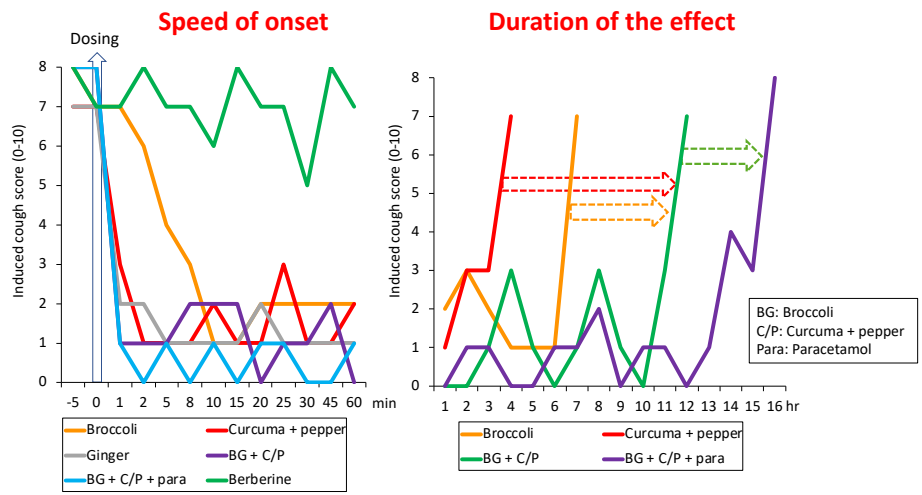 Speed of onset
Duration of the effect
Dosing
Induced cough score (0-10)
8
7
6
5
4
3
2
1
0
-5 0 1 2 5 8 10 15 20 25 30 45 60 min
Broccoli
Curcuma + pepper
Ginger
BG + C/P
BG + C/P + para
Berberine
Induced cough score (0-10)
8
7
6
5
4
3
2
1
0
1 2 3 4 5 6 7 8 9 10 11 12 13 14 15 16 hr
BG: Broccoli
C/P: Curcuma + pepper
Para: Paracetamol
Broccoli
Curcuma + pepper
BG + C/P
BG + C/P + para